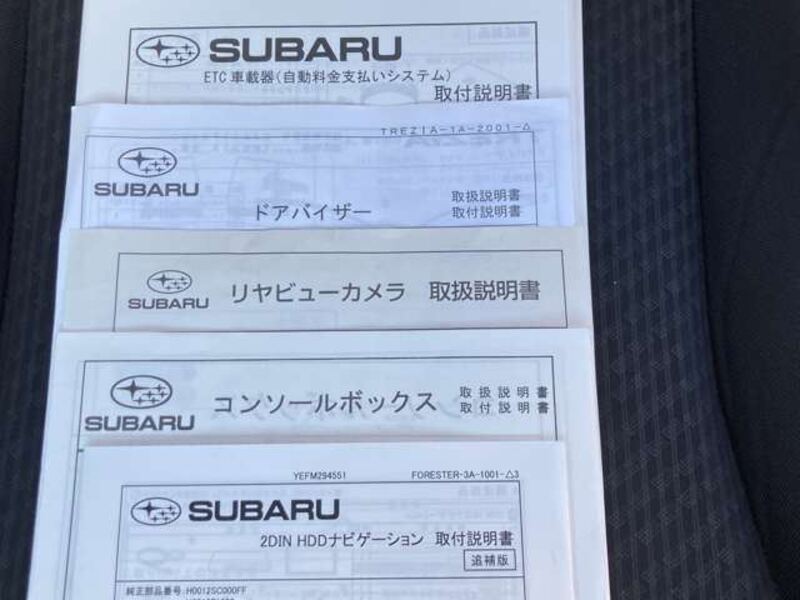 SUBARU
ETC 車載器(自動料金支払いシステム)
取付説明書
TREZIA-1A-2001-△
SUBARU
ドアバイザー
取扱説明書
取付説明書
SUBARU リヤビューカメラ 取扱説明書
SUBARU コンソールボックス
取扱説明書
取付説明書
YEFM294551 FORESTER-3A-1001-△3
SUBARU
2DIN HDDナビゲーション 取付説明書
追補版
純正部品番号:H0012SC000FF